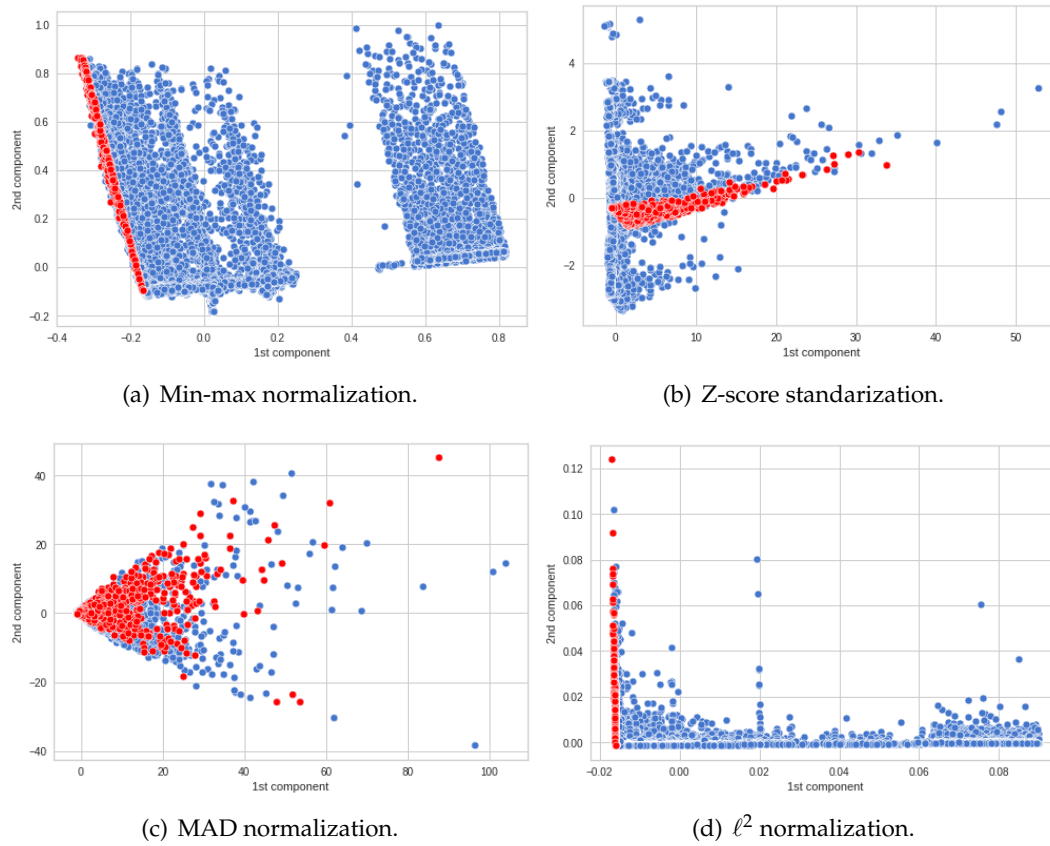 1.0
0.8
0.6
0.4
0.2
0.0
−0.2
2nd component
−0.4 −0.2 0.0 0.2 0.4 0.6 0.8
1st component
(a) Min-max normalization.
4
2
0
−2
2nd component
0 10 20 30 40 50
1st component
(b) Z-score standarization.
40
20
0
−20
−40
2nd component
0 20 40 60 80 100
1st component
(c) MAD normalization.
0.12
0.10
0.08
0.06
0.04
0.02
0.00
2nd component
−0.02 0.00 0.02 0.04 0.06 0.08
1st component
(d) ℓ² normalization.